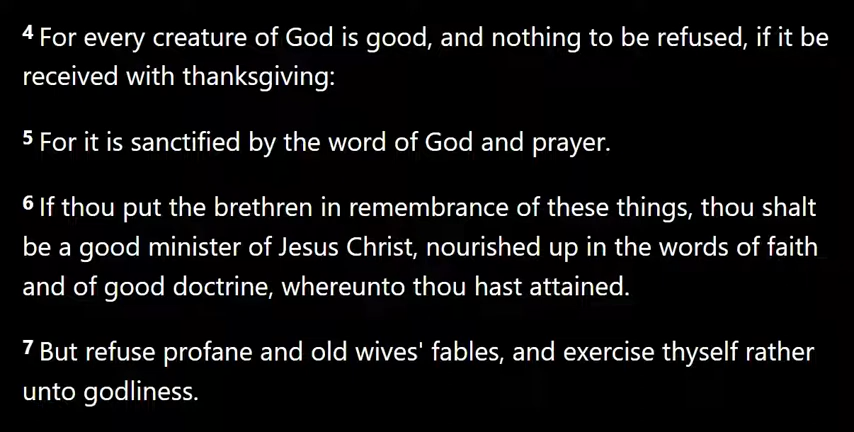 4 For every creature of God is good, and nothing to be refused, if it be
received with thanksgiving:
5 For it is sanctified by the word of God and prayer.
6 If thou put the brethren in remembrance of these things, thou shalt
be a good minister of Jesus Christ, nourished up in the words of faith
and of good doctrine, whereunto thou hast attained.
7 But refuse profane and old wives' fables, and exercise thyself rather
unto godliness.